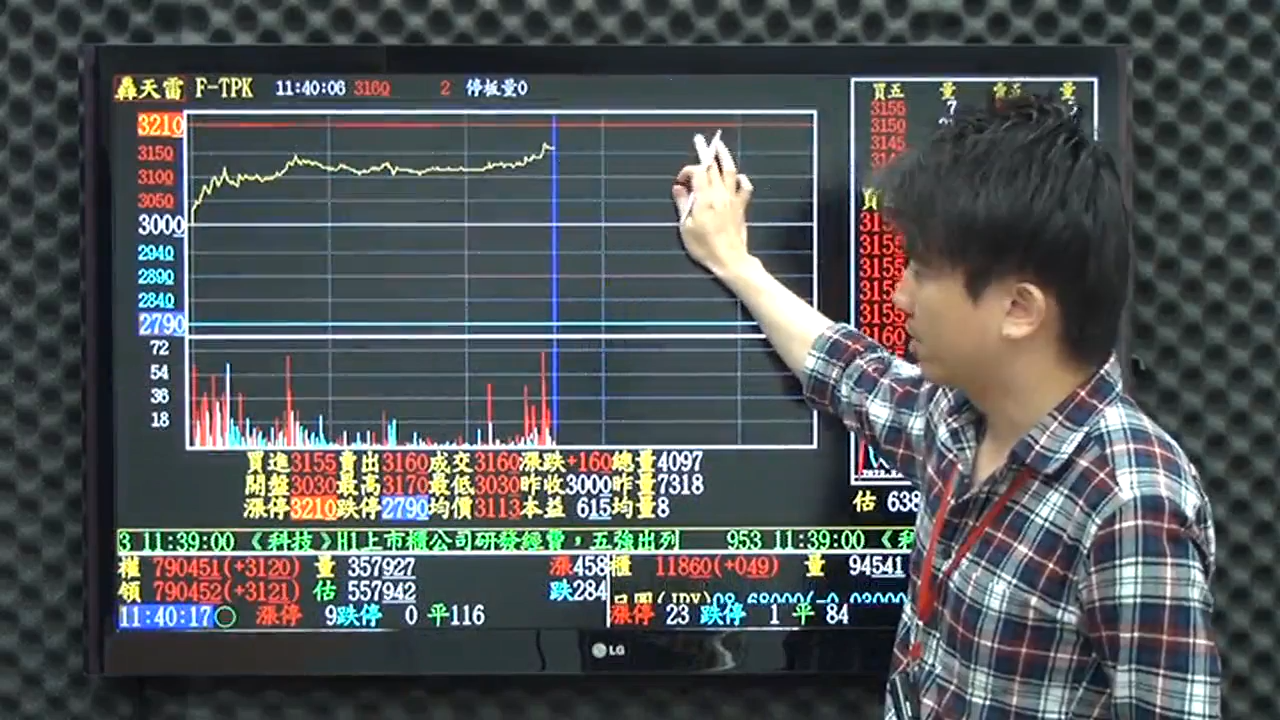 轟天雷 F-TPK 11:40:06 3160 2 停板量0
買五 量 量
3210
3150
3100
3050
3000
2940
2890
2840
2790
72
54
36
18
3155 7
3150
3145
3155
3155
3155
3155
3160
買進3155賣出3160成交3160漲跌+160總量4097
開盤3030最高3170最低3030昨收3000昨量7318
漲停3210跌停2790均價3113本益 615均量8
估 638
3 11:39:00 《科技》H1上市櫃公司研發經費，五強出列 953 11:39:00 《科
權 790451(+3120) 量 357927 漲458 櫃 11860(+049) 量 94541
領 790452(+3121) 估 557942 跌284
11:40:17 漲停 9跌停 0 平116 漲停 23 跌停 1 平 84
LG